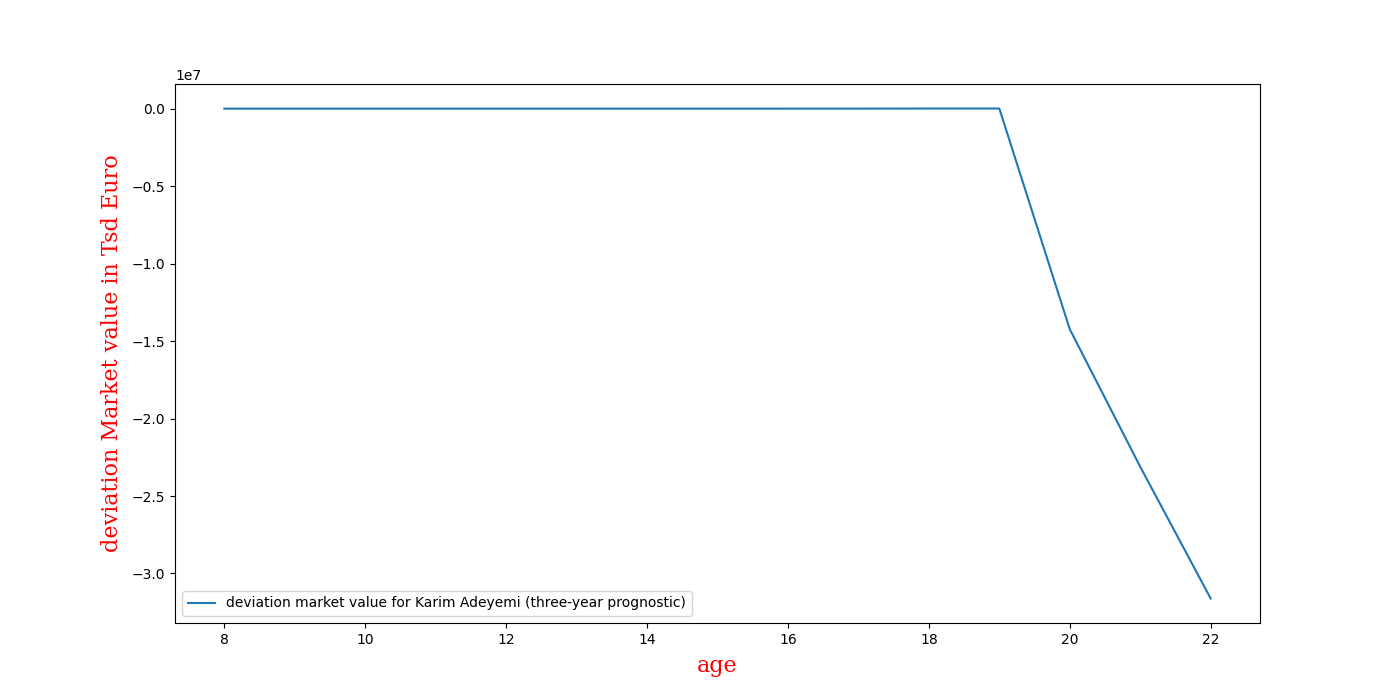 1e7
0.0
−0.5
−1.0
−1.5
−2.0
−2.5
−3.0
deviation Market value in Tsd Euro
deviation market value for Karim Adeyemi (three-year prognostic)
8 10 12 14 16 18 20 22
age